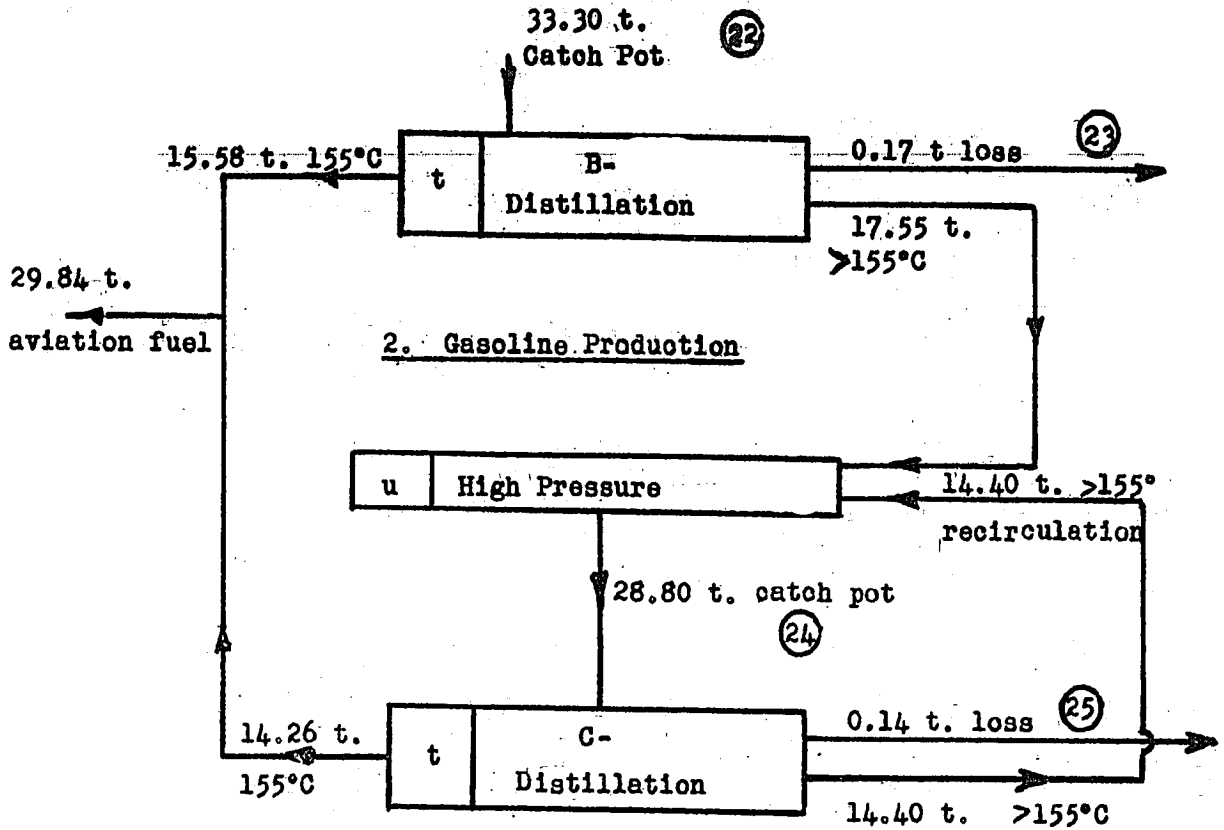 33.30 t.
Catch Pot
22
15.58 t. 155°C
t
B-
Distillation
0.17 t loss
23
17.55 t.
>155°C
29.84 t.
aviation fuel
2. Gasoline Production
u
High Pressure
14.40 t. >155°
recirculation
28.80 t. catch pot
24
14.26 t.
155°C
t
C-
Distillation
0.14 t. loss
25
14.40 t. >155°C